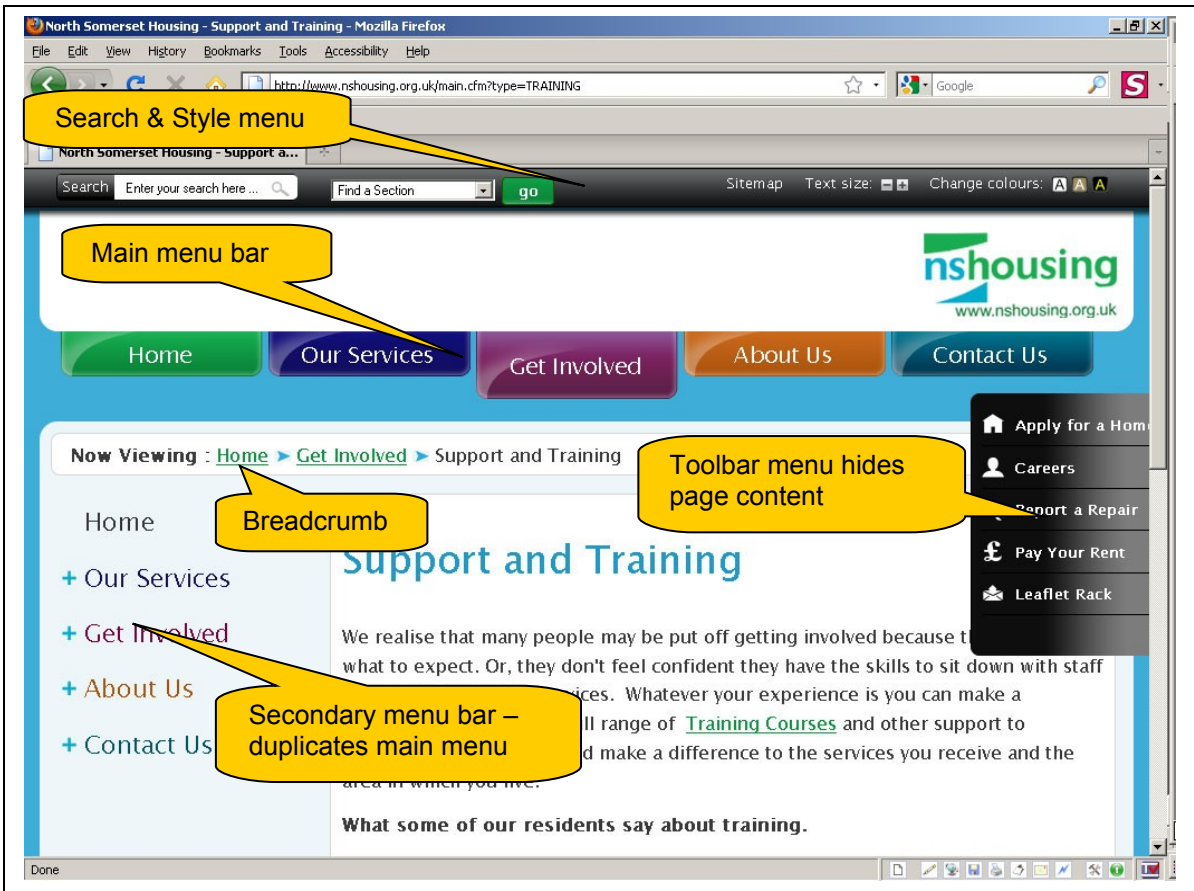 North Somerset Housing - Support and Training - Mozilla Firefox
File Edit View History Bookmarks Tools Accessibility Help
http://www.nshousing.org.uk/main.cfm?type=TRAINING
Google
S
Search & Style menu
North Somerset Housing - Support a...
Search Enter your search here ... Find a Section go Sitemap Text size: Change colours: A A A
Main menu bar
nshousing
www.nshousing.org.uk
Home Our Services Get Involved About Us Contact Us
Apply for a Hom
Careers
Report a Repair
£ Pay Your Rent
Leaflet Rack
Now Viewing : Home ➤ Get Involved ➤ Support and Training
Toolbar menu hides
page content
Breadcrumb
Home
+ Our Services
+ Get Involved
+ About Us
+ Contact Us
Secondary menu bar –
duplicates main menu
Support and Training
We realise that many people may be put off getting involved because
what to expect. Or, they don't feel confident they have the skills to sit down with staff
Whatever your experience is you can make a
range of Training Courses and other support to
make a difference to the services you receive and the
area in which you live.
What some of our residents say about training.
Done